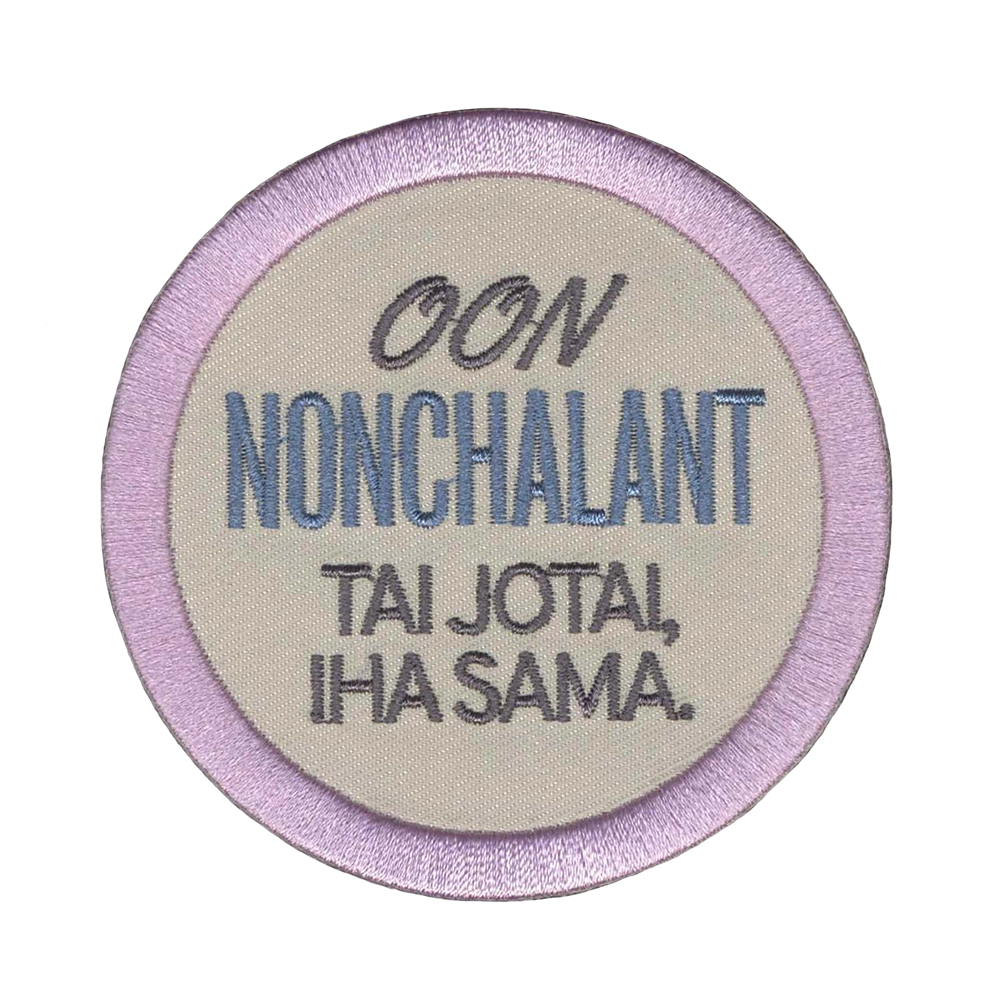 OON
NONCHALANT
TAI JOTAI,
IHA SAMA.